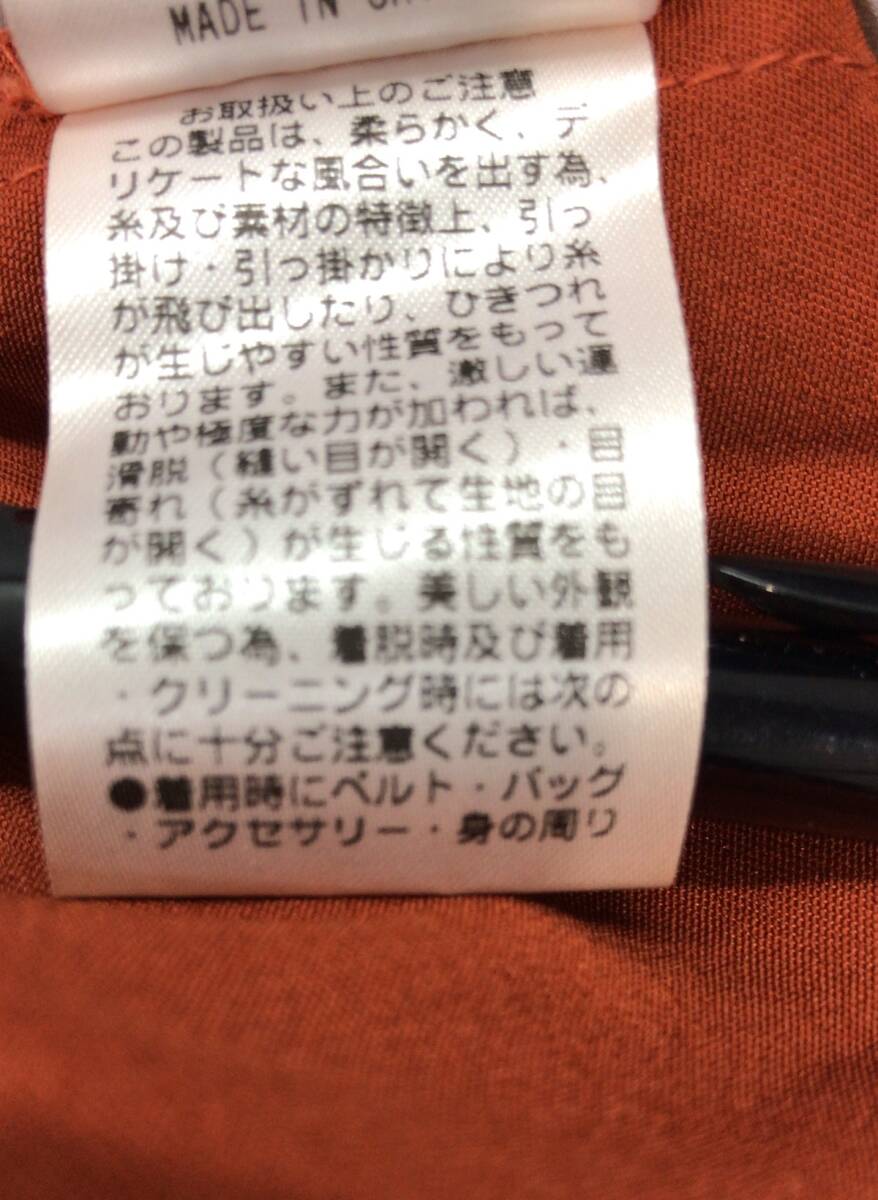 MADE IN
お取扱い上のご注意
この製品は、柔らかく、デ
リケートな風合いを出す為、
糸及び素材の特徴上、引っ
掛け・引っ掛かりにより糸
が飛び出したり、ひきつれ
が生じやすい性質をもって
おります。また、激しい運
動や極度な力が加われば、
滑脱（縫い目が開く）・目
寄れ（糸がずれて生地の目
が開く）が生じる性質をも
っております。美しい外観
を保つ為、着脱時及び着用
・クリーニング時には次の
点に十分ご注意ください。
●着用時にベルト・バッグ
・アクセサリー・身の周り